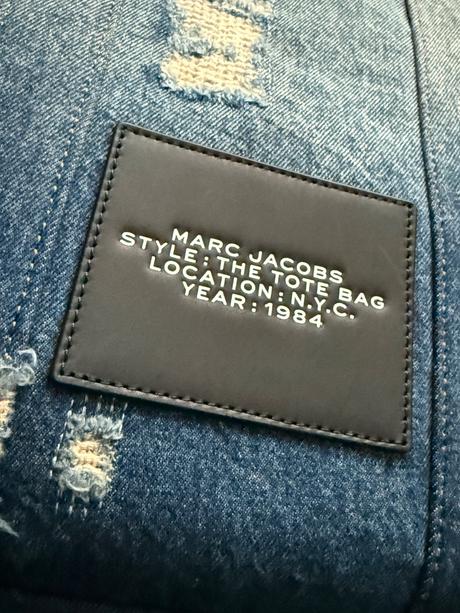 MARC JACOBS
STYLE: THE TOTE BAG
LOCATION: N.Y.C.
YEAR: 1984